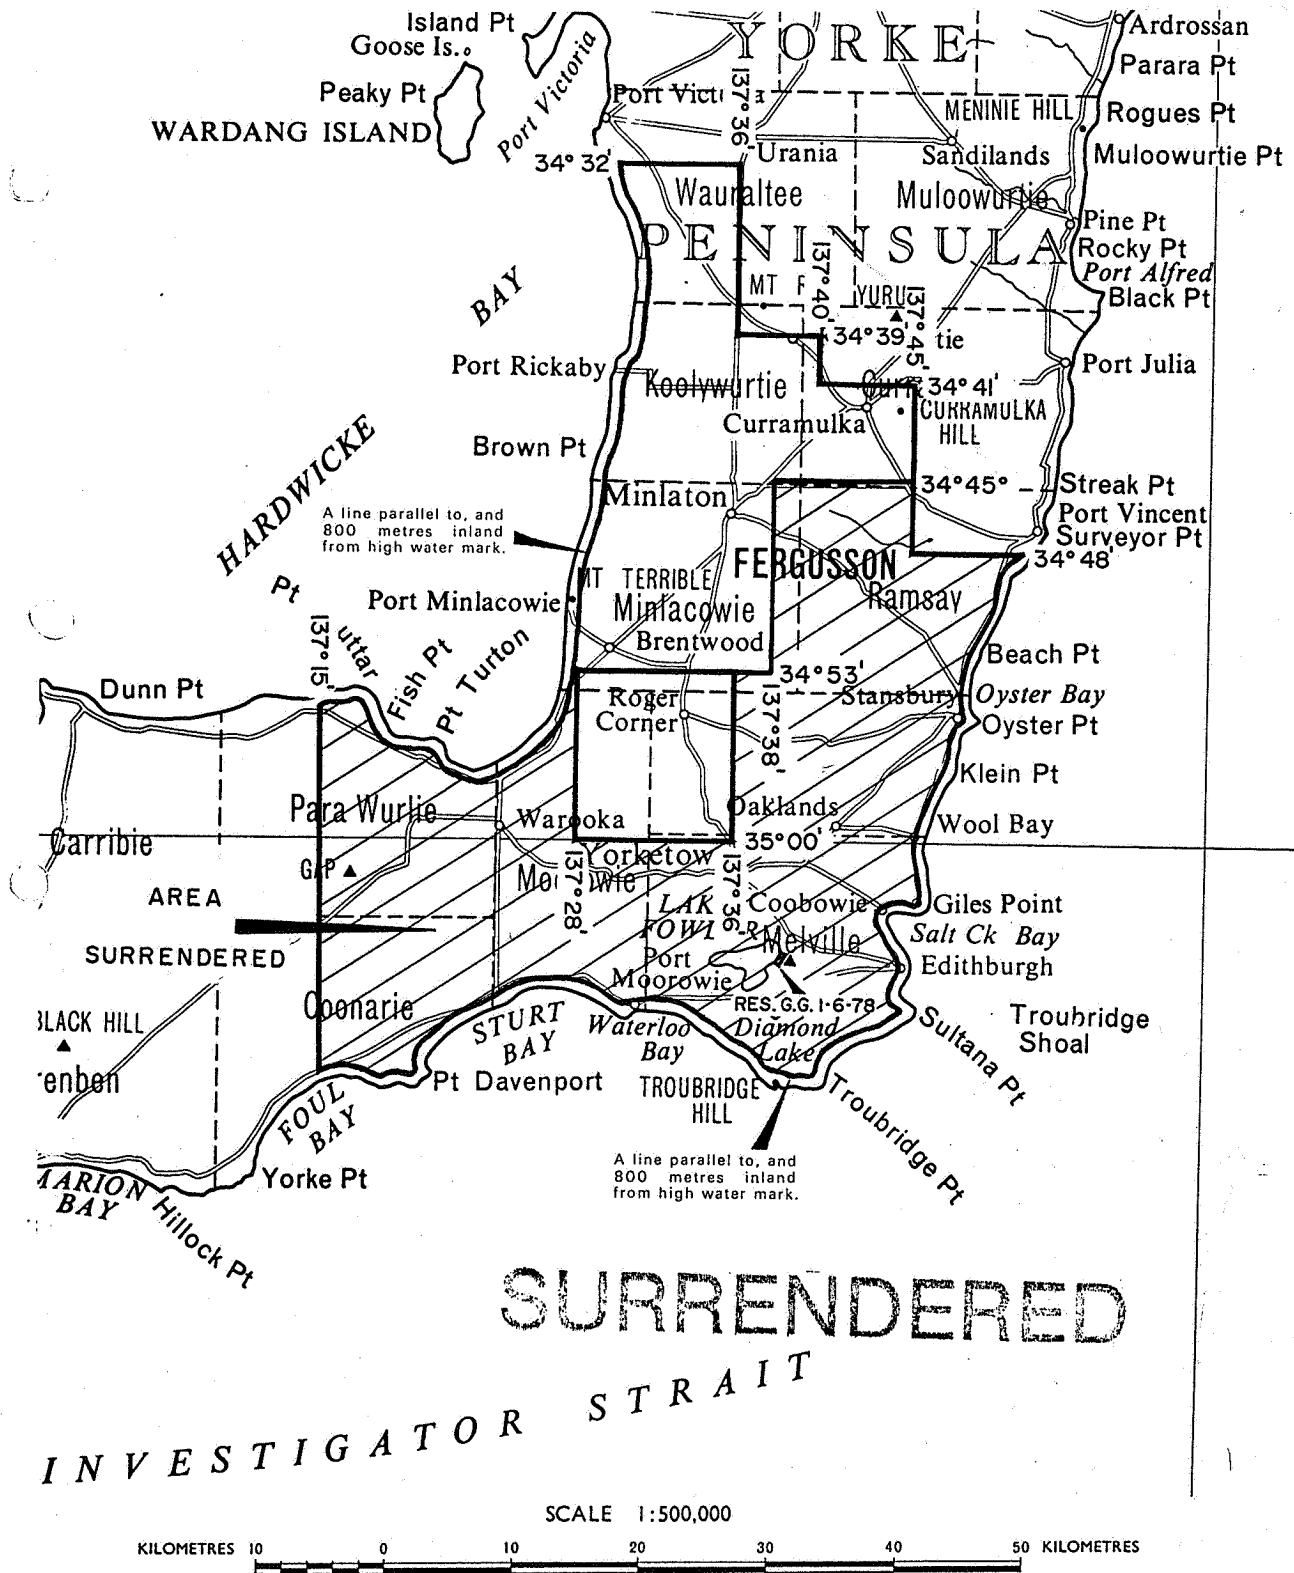 Island Pt
Goose Is.
Peaky Pt
WARDANG ISLAND
Port Victoria
YORKE
PENINSULA
Ardrossan
Parara Pt
MENINIE HILL
Rogues Pt
Muloowurtie Pt
137° 36'
Urania
Sandilands
34° 32'
Wauraltee
Muloowurtie
Pine Pt
Rocky Pt
Port Alfred
Black Pt
137° 40'
MT
34° 39'
137° 45'
Port Julia
HARDWICKE
BAY
Port Rickaby
Koolywurtie
34° 41'
CURRAMULKA
HILL
Curramulka
Brown Pt
Minlaton
34° 45'
Streak Pt
Port Vincent
Surveyor Pt
34° 48'
A line parallel to, and
800 metres inland
from high water mark.
FERGUSSON
Ramsay
MT TERRIBLE
Minlacowie
Port Minlacowie
Brentwood
137° 15'
Fish Pt
Pt Turton
34° 53'
Beach Pt
Dunn Pt
Roger
Corner
137° 38'
Stansbury
Oyster Bay
Oyster Pt
Klein Pt
Para Wurlie
Warooka
Oaklands
Wool Bay
35° 00'
Carribie
GAP
137° 28'
137° 36'
AREA
SURRENDERED
Coobowie
Giles Point
Salt Ck Bay
Melville
Edithburgh
Port
Moorowie
RES. G.G. 1-6-78
Coonarie
BLACK HILL
STURT
BAY
Waterloo
Bay
Diamond
Lake
Sultana Pt
Troubridge
Shoal
Pt Davenport
TROUBRIDGE
HILL
Troubridge Pt
FOUL
BAY
Yorke Pt
MARION
BAY
Hillock Pt
A line parallel to, and
800 metres inland
from high water mark.
SURRENDERED
INVESTIGATOR STRAIT
SCALE 1:500,000
KILOMETRES 10 0 10 20 30 40 50 KILOMETRES